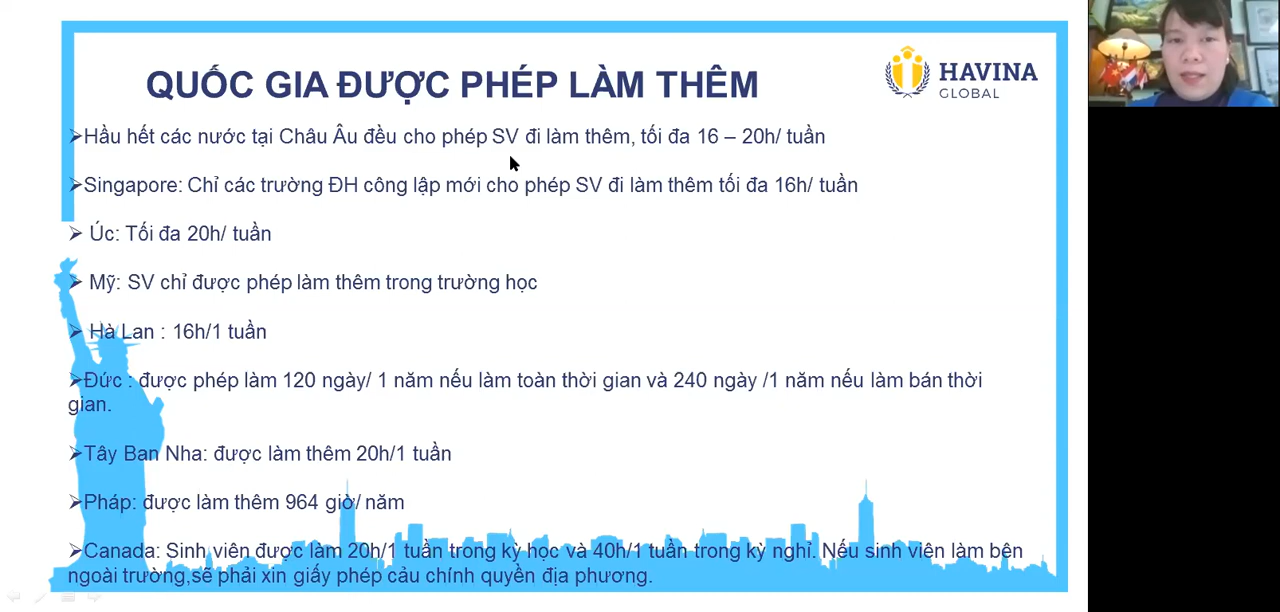 QUỐC GIA ĐƯỢC PHÉP LÀM THÊM
HAVINA
GLOBAL
➢Hầu hết các nước tại Châu Âu đều cho phép SV đi làm thêm, tối đa 16 – 20h/ tuần
➢Singapore: Chỉ các trường ĐH công lập mới cho phép SV đi làm thêm tối đa 16h/ tuần
➢ Úc: Tối đa 20h/ tuần
➢ Mỹ: SV chỉ được phép làm thêm trong trường học
➢ Hà Lan : 16h/1 tuần
➢Đức : được phép làm 120 ngày/ 1 năm nếu làm toàn thời gian và 240 ngày /1 năm nếu làm bán thời
gian.
➢Tây Ban Nha: được làm thêm 20h/1 tuần
➢Pháp: được làm thêm 964 giờ/ năm
➢Canada: Sinh viên được làm 20h/1 tuần trong kỳ học và 40h/1 tuần trong kỳ nghỉ. Nếu sinh viên làm bên
ngoài trường,sẽ phải xin giấy phép cảu chính quyền địa phương.